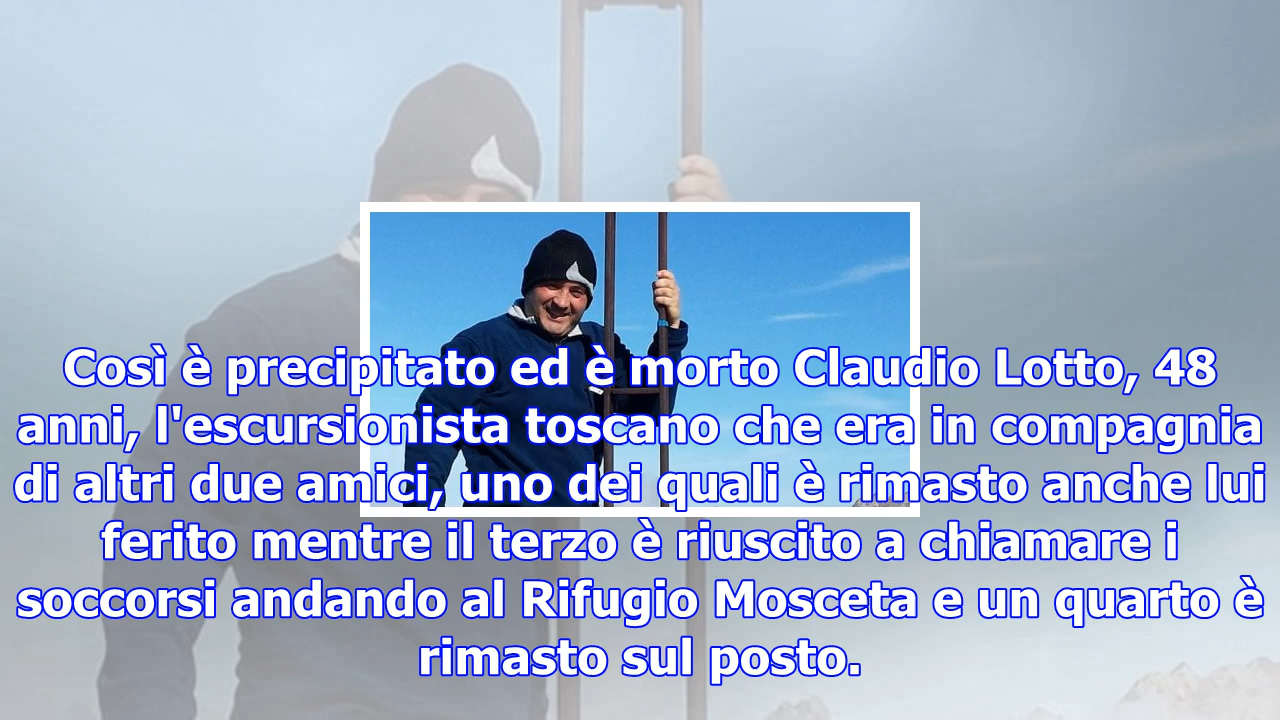 Così è precipitato ed è morto Claudio Lotto, 48
anni, l'escursionista toscano che era in compagnia
di altri due amici, uno dei quali è rimasto anche lui
ferito mentre il terzo è riuscito a chiamare i
soccorsi andando al Rifugio Mosceta e un quarto è
rimasto sul posto.